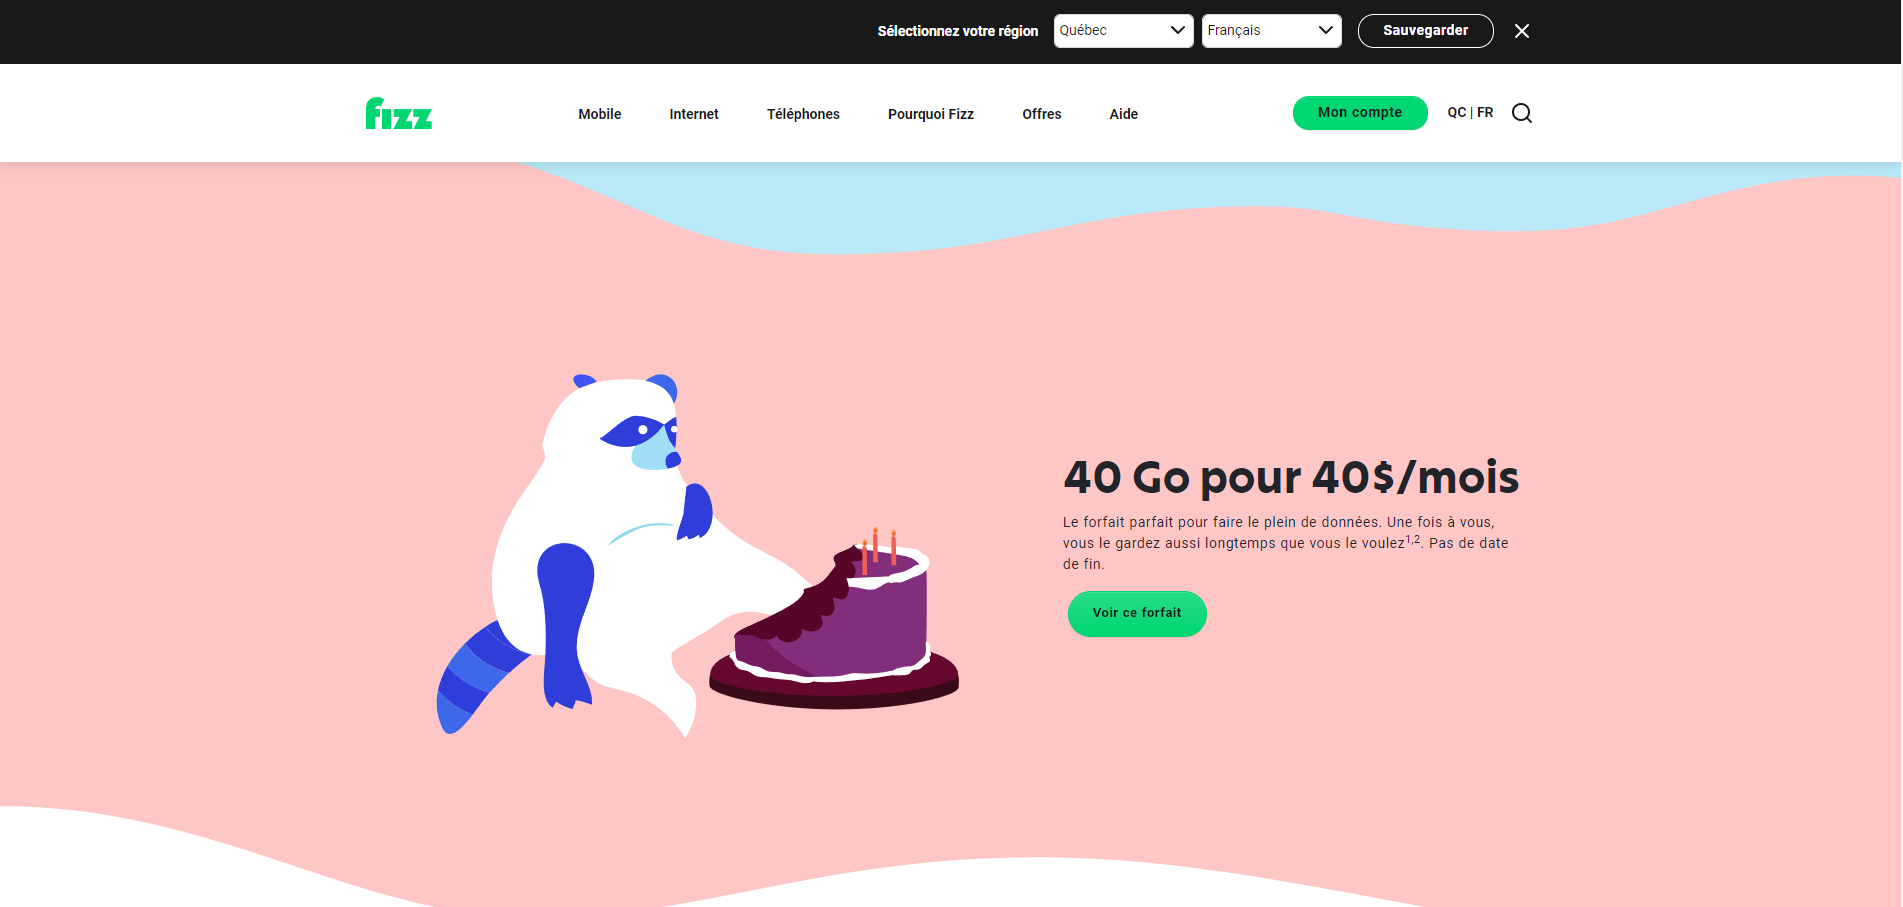 Sélectionnez votre région
Québec
Français
Sauvegarder
fizz
Mobile
Internet
Téléphones
Pourquoi Fizz
Offres
Aide
Mon compte
QC | FR
40 Go pour 40$/mois
Le forfait parfait pour faire le plein de données. Une fois à vous,
vous le gardez aussi longtemps que vous le voulez1,2. Pas de date
de fin.
Voir ce forfait